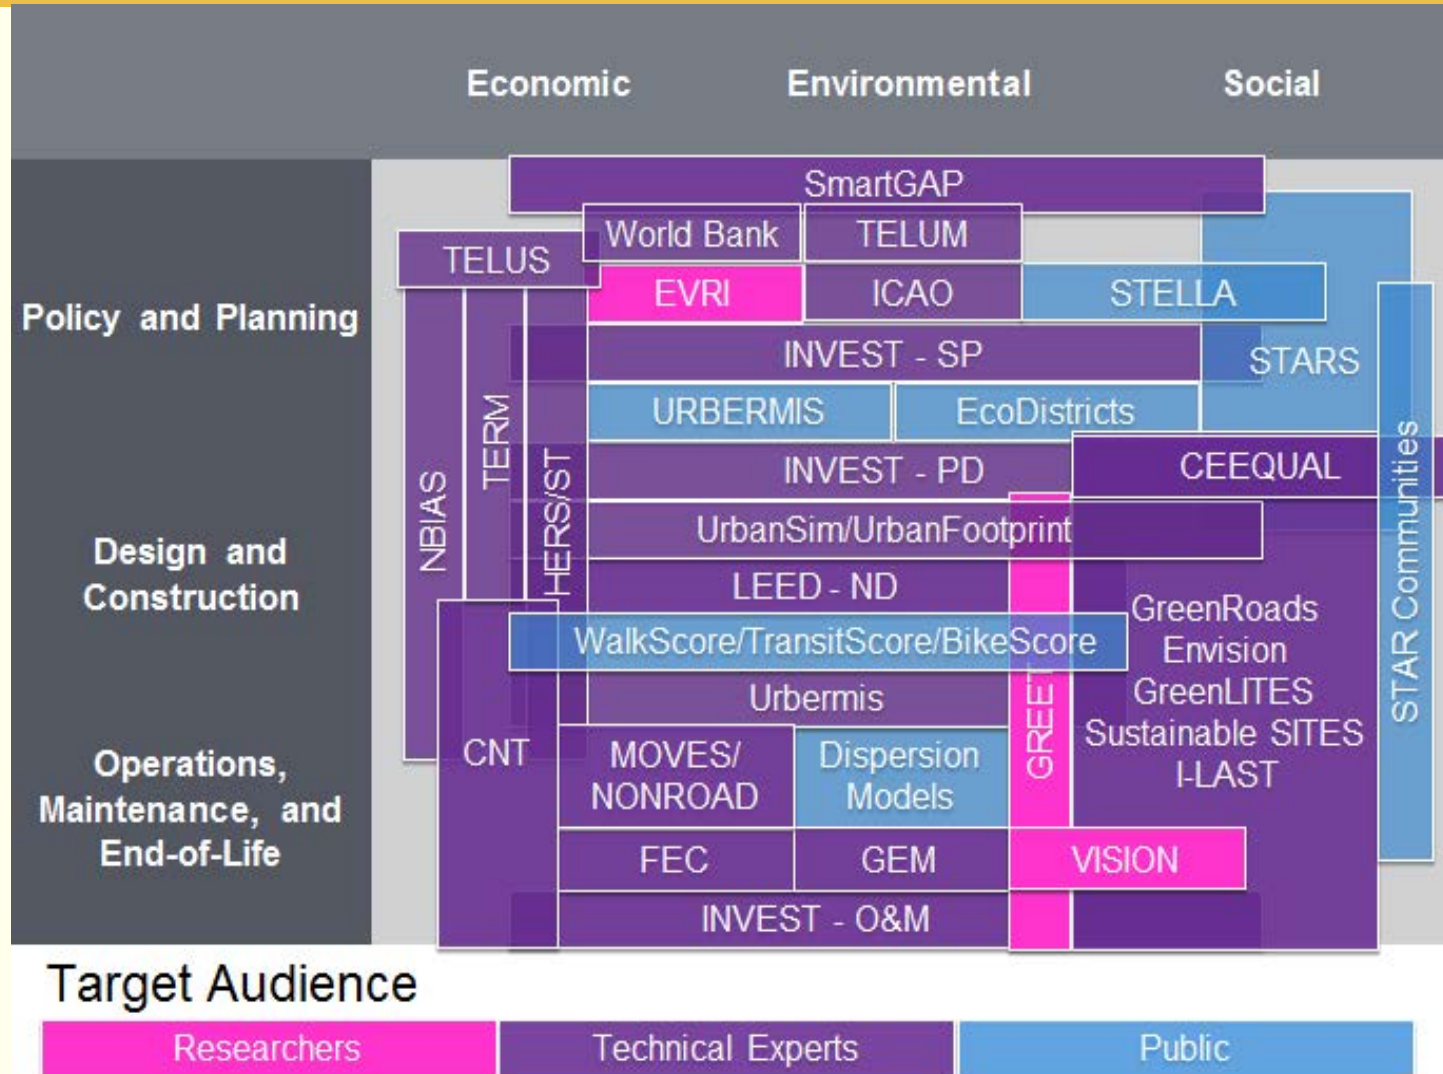 Economic Environmental Social
SmartGAP
World Bank TELUM
TELUS
EVRI ICAO STELLA
Policy and Planning
INVEST - SP
STARS
URBERMIS EcoDistricts
TERM
INVEST - PD
CEEQUAL
NBIAS
HERS/ST
STAR Communities
UrbanSim/UrbanFootprint
Design and
Construction
LEED - ND
GreenRoads
Envision
GreenLITES
Sustainable SITES
I-LAST
WalkScore/TransitScore/BikeScore
Urbermis
GREET
CNT
MOVES/
NONROAD
Dispersion
Models
Operations,
Maintenance, and
End-of-Life
FEC GEM VISION
INVEST - O&M
Target Audience
Researchers Technical Experts Public